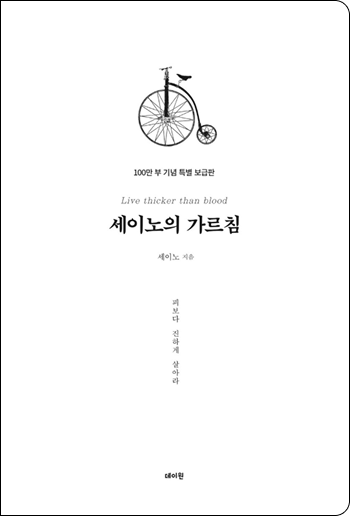 100만 부 기념 특별 보급판
Live thicker than blood
세이노의 가르침
세이노 지음
피보다 진하게 살아라
데이원